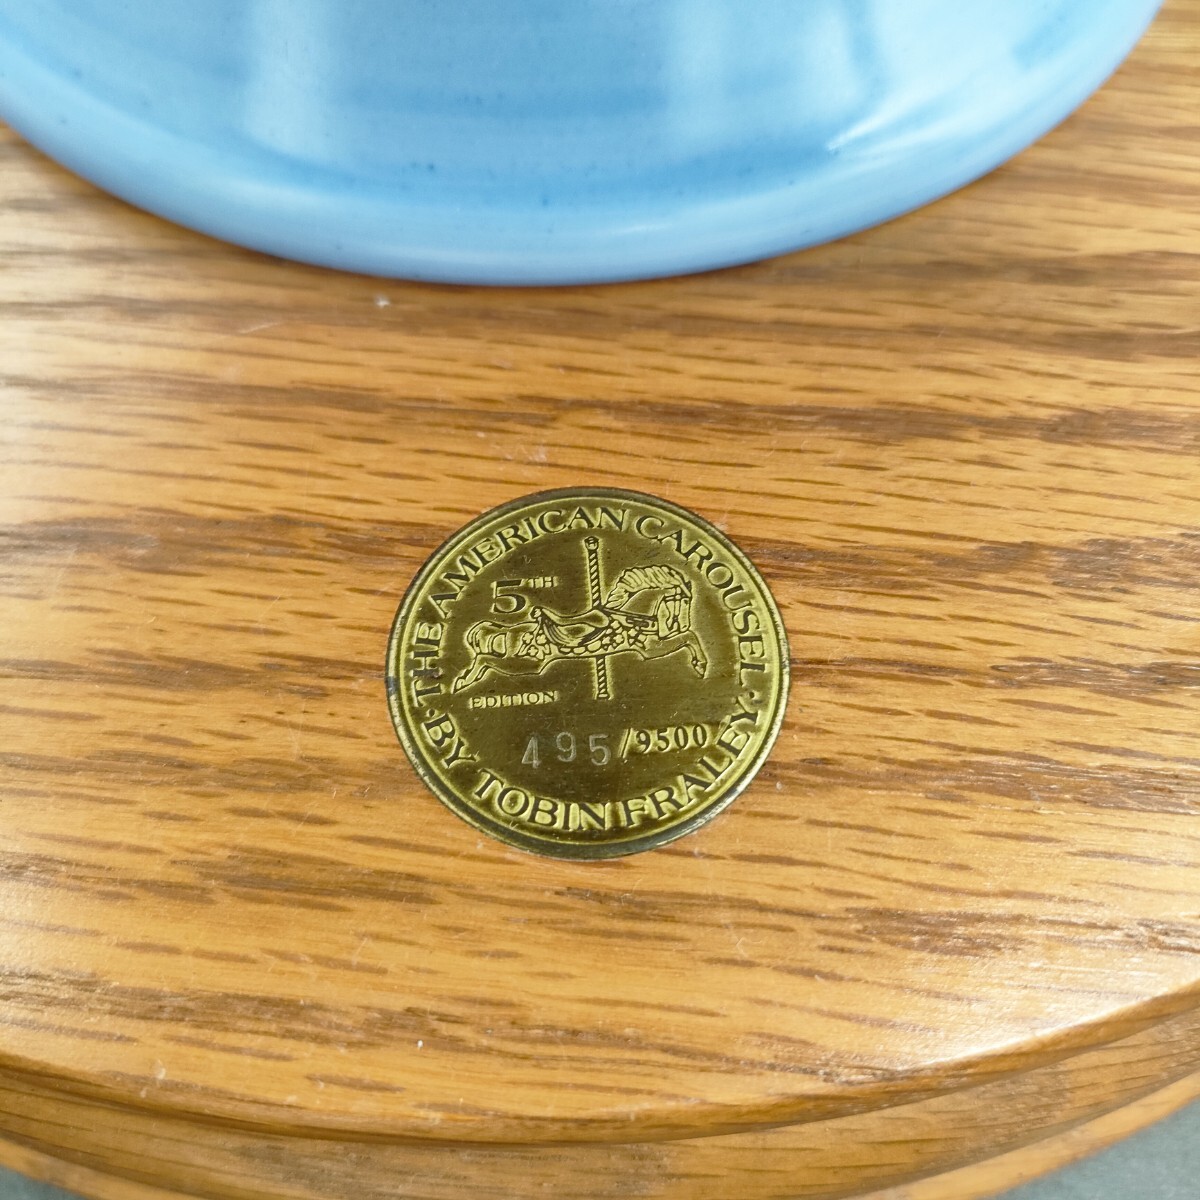 THE AMERICAN CAROUSEL
5TH
EDITION
495/9500
· BY TOBIN FRALEY ·